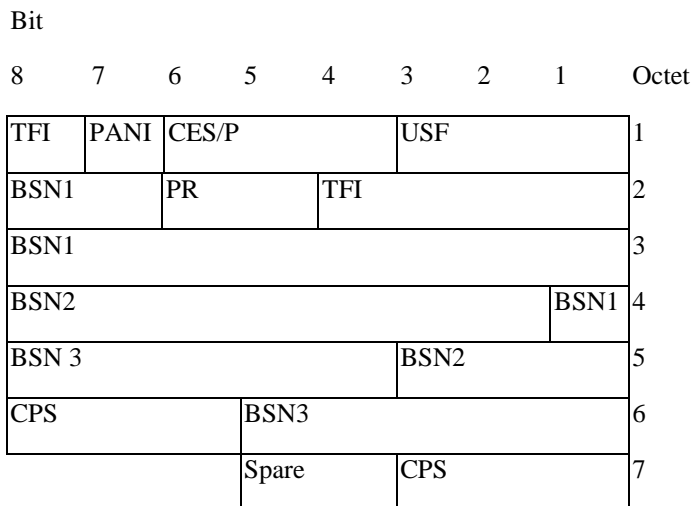 Bit
8 7 6 5 4 3 2 1 Octet
TFI PANI CES/P USF 1
BSN1 PR TFI 2
BSN1 3
BSN2 BSN1 4
BSN 3 BSN2 5
CPS BSN3 6
Spare CPS 7